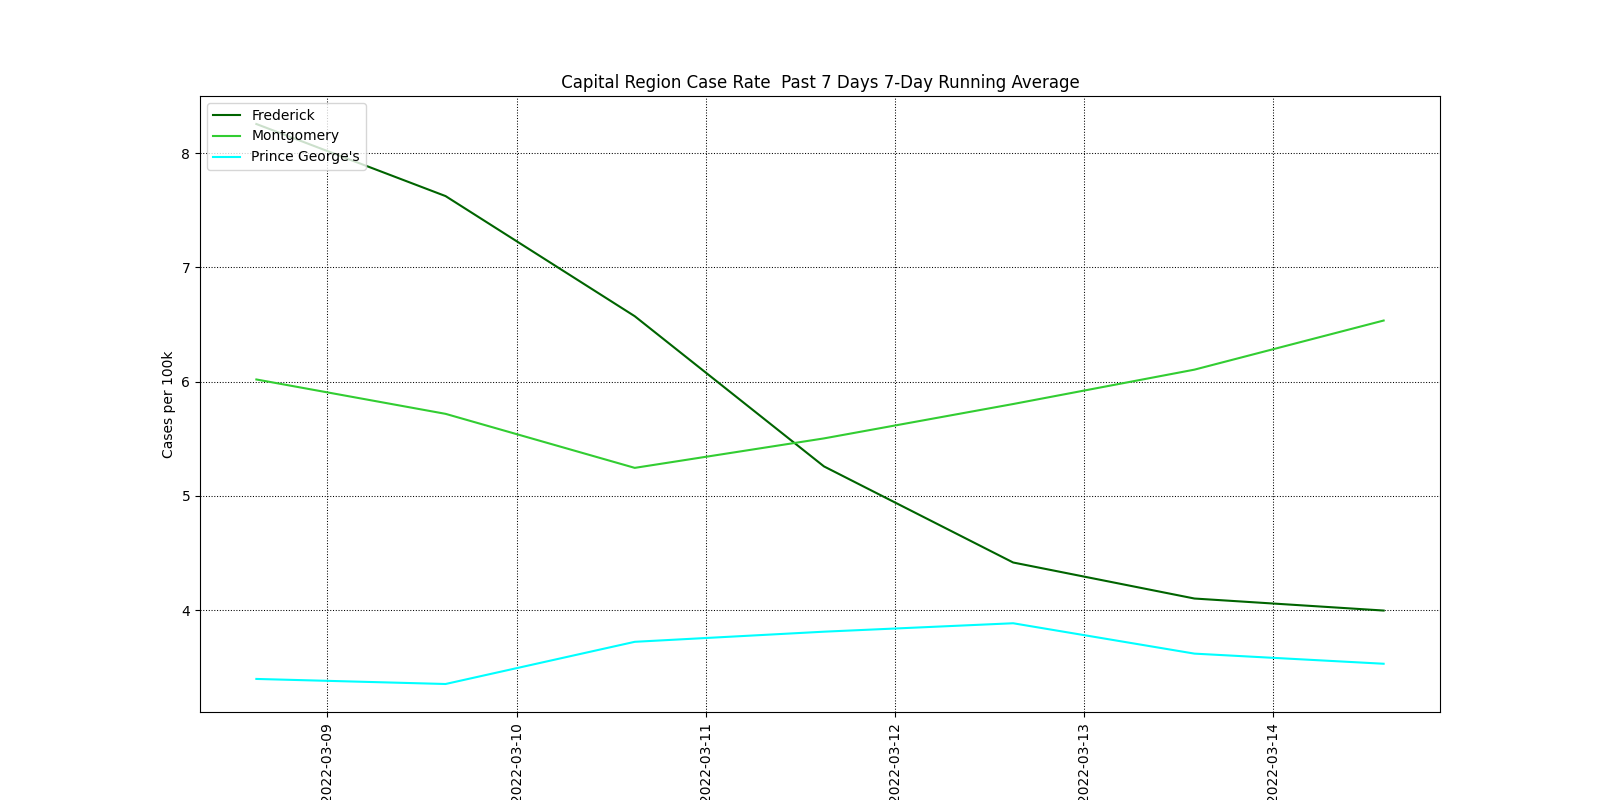 Capital Region Case Rate  Past 7 Days 7-Day Running Average
Frederick
Montgomery
Prince George's
8
7
6
5
4
Cases per 100k
2022-03-09
2022-03-10
2022-03-11
2022-03-12
2022-03-13
2022-03-14